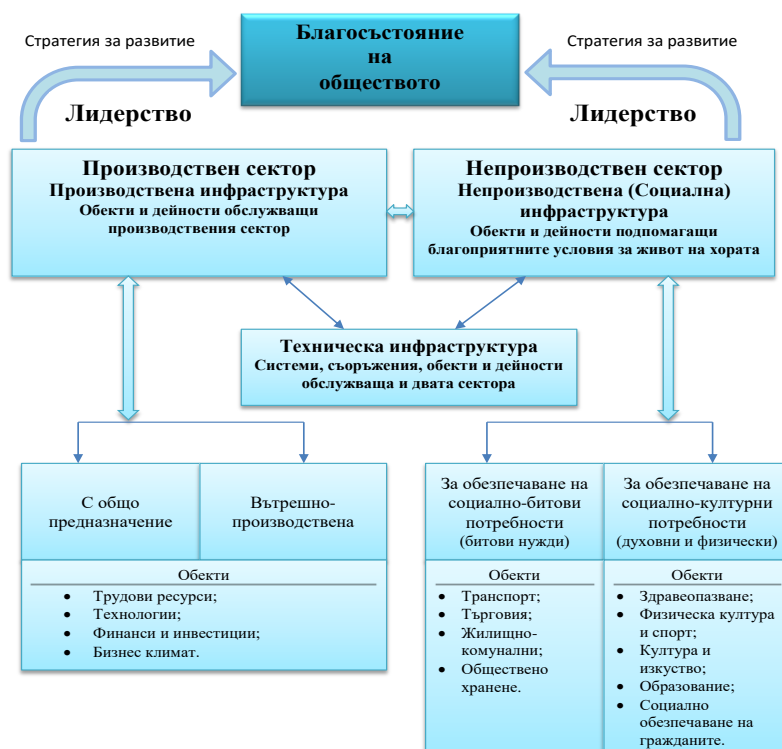 Стратегия за развитие
Благосъстояние
на
обществото
Стратегия за развитие
Лидерство
Лидерство
Производствен сектор
Производствена инфраструктура
Обекти и дейности обслужващи
производствения сектор
Непроизводствен сектор
Непроизводствена (Социална)
инфраструктура
Обекти и дейности подпомагащи
благоприятните условия за живот на хората
Техническа инфраструктура
Системи, съоръжения, обекти и дейности
обслужваща и двата сектора
С общо
предназначение
Вътрешно-
производствена
Обекти
• Трудови ресурси;
• Технологии;
• Финанси и инвестиции;
• Бизнес климат.
За обезпечаване на
социално-битови
потребности
(битови нужди)
Обекти
• Транспорт;
• Търговия;
• Жилищно-
комунални;
• Обществено
хранене.
За обезпечаване на
социално-културни
потребности
(духовни и физически)
Обекти
• Здравеопазване;
• Физическа култура
и спорт;
• Култура и
изкуство;
• Образование;
• Социално
обезпечаване на
гражданите.